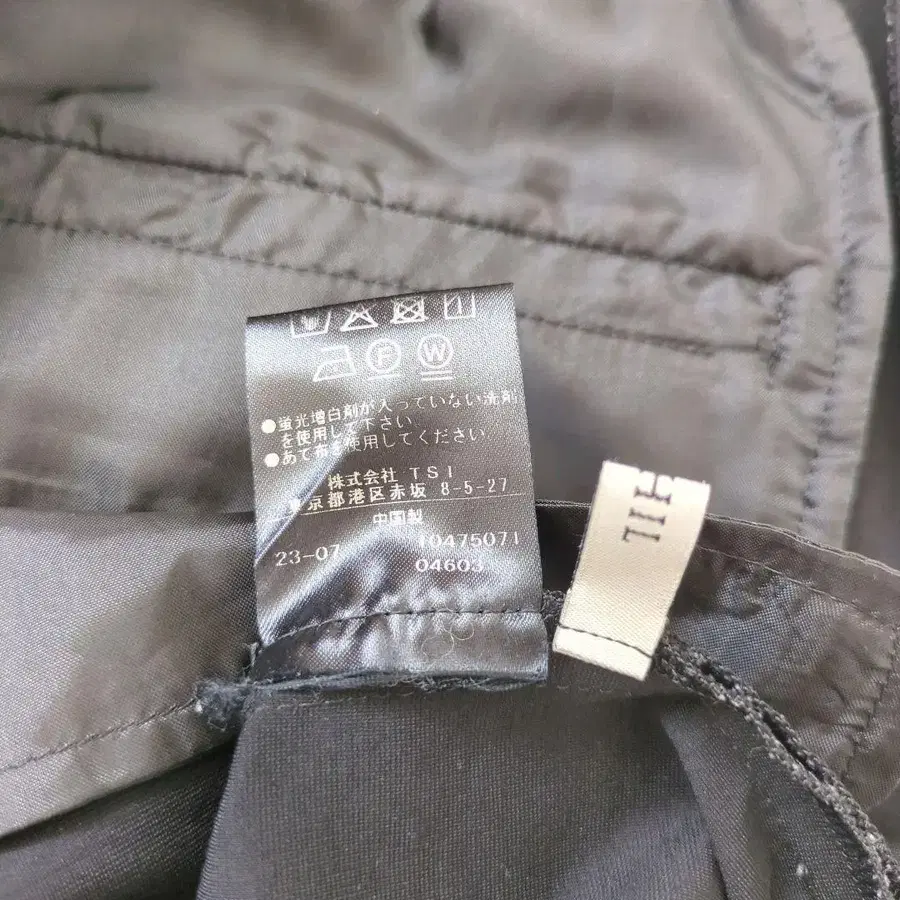 F W
●蛍光増白剤が入っていない洗剤
を使用して下さい
●あて布を使用してください
株式会社 TSI
東京都港区赤坂 8-5-27
中国製
23-07 10475071
04603